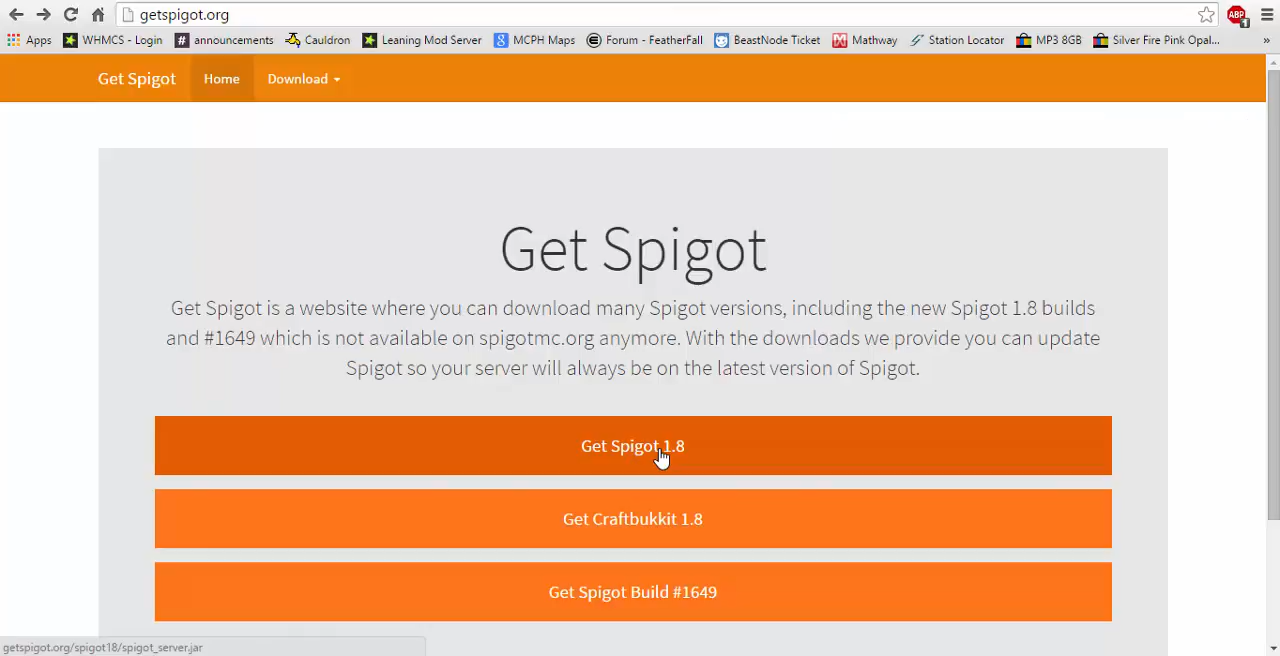 getspigot.org
ABP
1
Apps WHMCS - Login # announcements Cauldron Leaning Mod Server 8 MCPH Maps Forum - FeatherFall BeastNode Ticket Mathway Station Locator MP3 8GB Silver Fire Pink Opal... »
Get Spigot Home Download
Get Spigot
Get Spigot is a website where you can download many Spigot versions, including the new Spigot 1.8 builds
and #1649 which is not available on spigotmc.org anymore. With the downloads we provide you can update
Spigot so your server will always be on the latest version of Spigot.
Get Spigot 1.8
Get Craftbukkit 1.8
Get Spigot Build #1649
getspigot.org/spigot18/spigot_server.jar